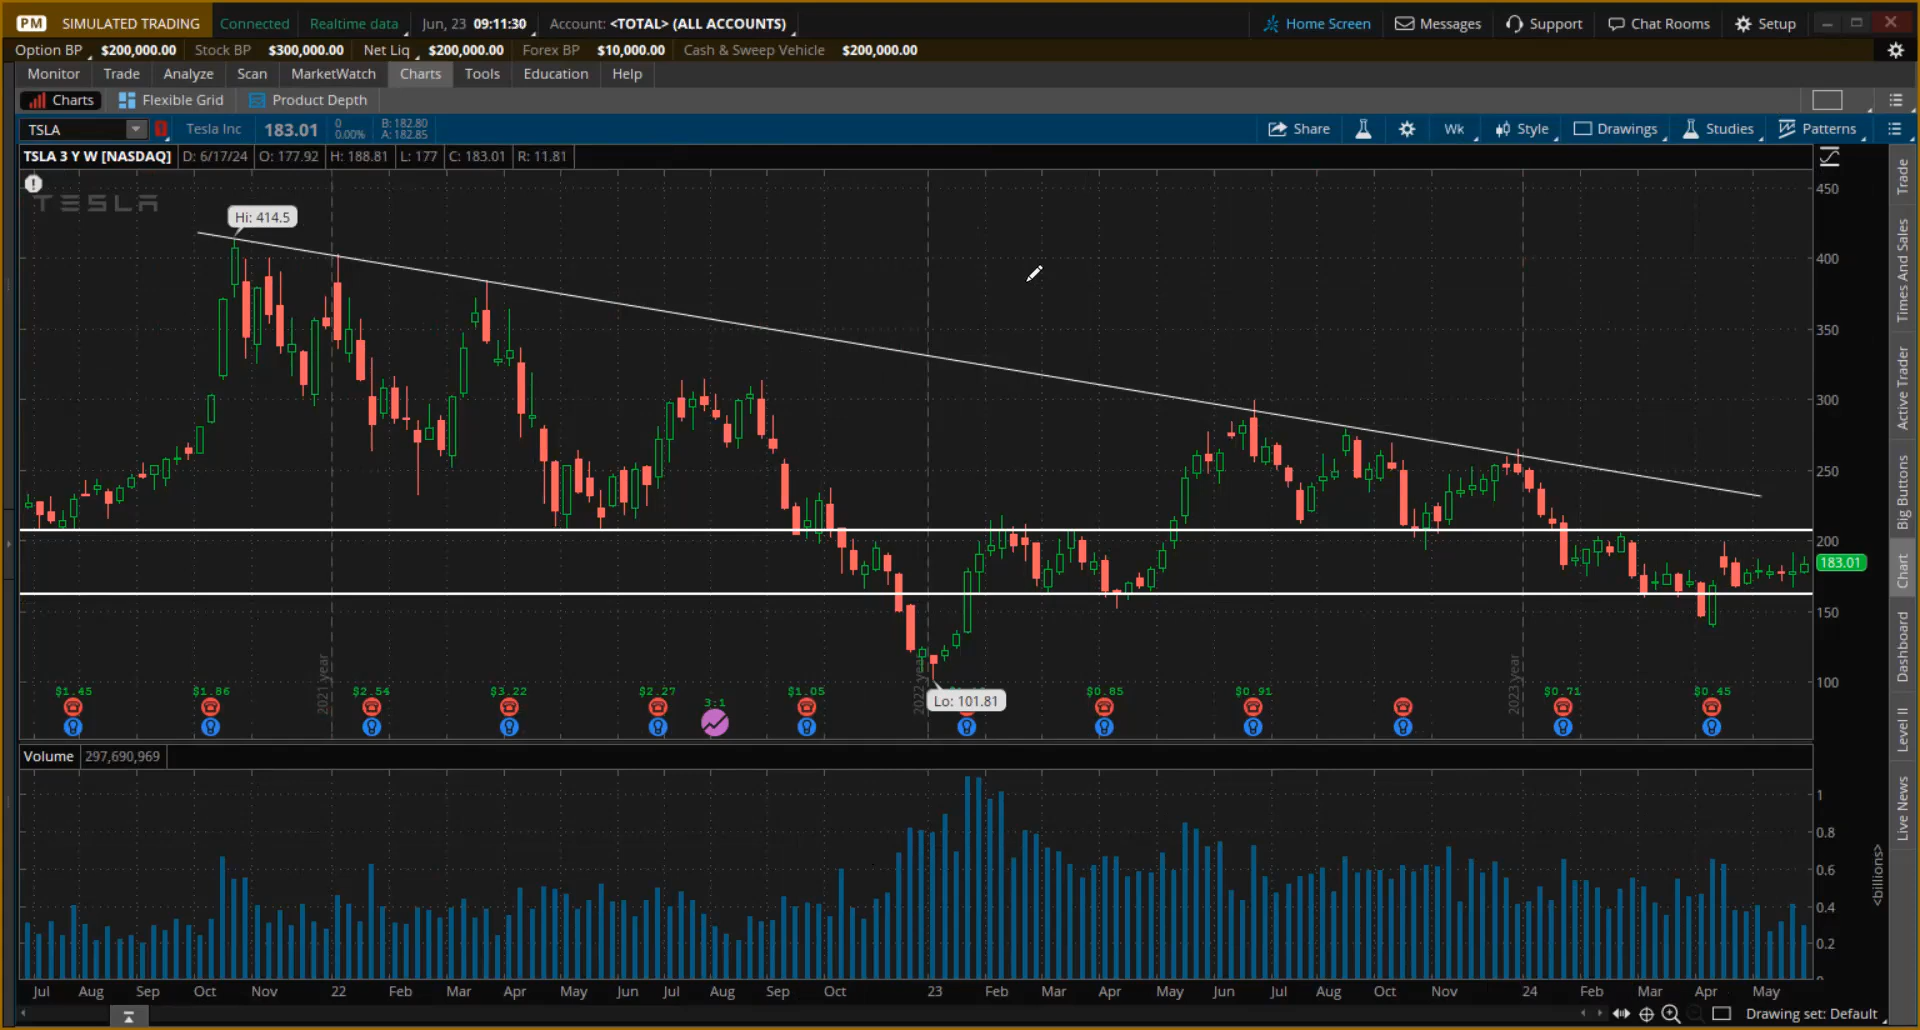 PM SIMULATED TRADING Connected Realtime data Jun, 23 09:11:30 Account: <TOTAL> (ALL ACCOUNTS) Home Screen Messages Support Chat Rooms Setup
Option BP $200,000.00 Stock BP $300,000.00 Net Liq $200,000.00 Forex BP $10,000.00 Cash & Sweep Vehicle $200,000.00
Monitor Trade Analyze Scan MarketWatch Charts Tools Education Help
Charts Flexible Grid Product Depth
TSLA 1 Tesla Inc 183.01 0 B: 182.80 Share Wk Style Drawings Studies Patterns
0.00% A: 182.85
TSLA 3 Y W [NASDAQ] D: 6/17/24 O: 177.92 H: 188.81 L: 177 C: 183.01 R: 11.81
TESLA
Hi: 414.5
450
400
350
300
250
200
183.01
150
100
2021 year
2022 year
2023 year
$1.45 $1.86 $2.54 $3.22 $2.27 3:1 $1.05 $0.85 $0.91 $0.71 $0.45
Lo: 101.81
Volume 297,690,969
1
0.8
0.6
0.4
0.2
<billions>
Jul Aug Sep Oct Nov 22 Feb Mar Apr May Jun Jul Aug Sep Oct 23 Feb Mar Apr May Jun Jul Aug Oct Nov 24 Feb Mar Apr May
Drawing set: Default
Trade
Times And Sales
Active Trader
Big Buttons
Chart
Dashboard
Level II
Live News